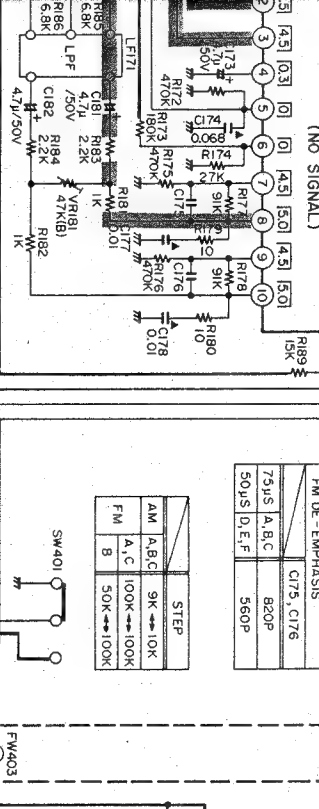 (NO SIGNAL)
2
3
4
5
6
7
8
9
10
4.5
0.3
0
0
4.5
5.0
4.5
5.0
R186
6.8K
R185
6.8K
LPF
LF171
C182
4.7μ/50V
C181
4.7μ
/50V
R184
2.2K
R183
2.2K
VR181
47K(B)
R182
1K
R18
1K
50V
R172
470K
C174
0.068
R173
180K
R174
27K
R175
470K
C175
R177
91K
R179
10
C177
0.01
R176
470K
C176
R178
91K
R180
10
C178
0.01
R189
15K
FM DE-EMPHASIS
C175, C176
75μS A,B,C 820P
50μS D,E,F 560P
STEP
AM A,B,C 9K↔10K
FM A,C 100K↔100K
B 50K↔100K
SW401
FW403